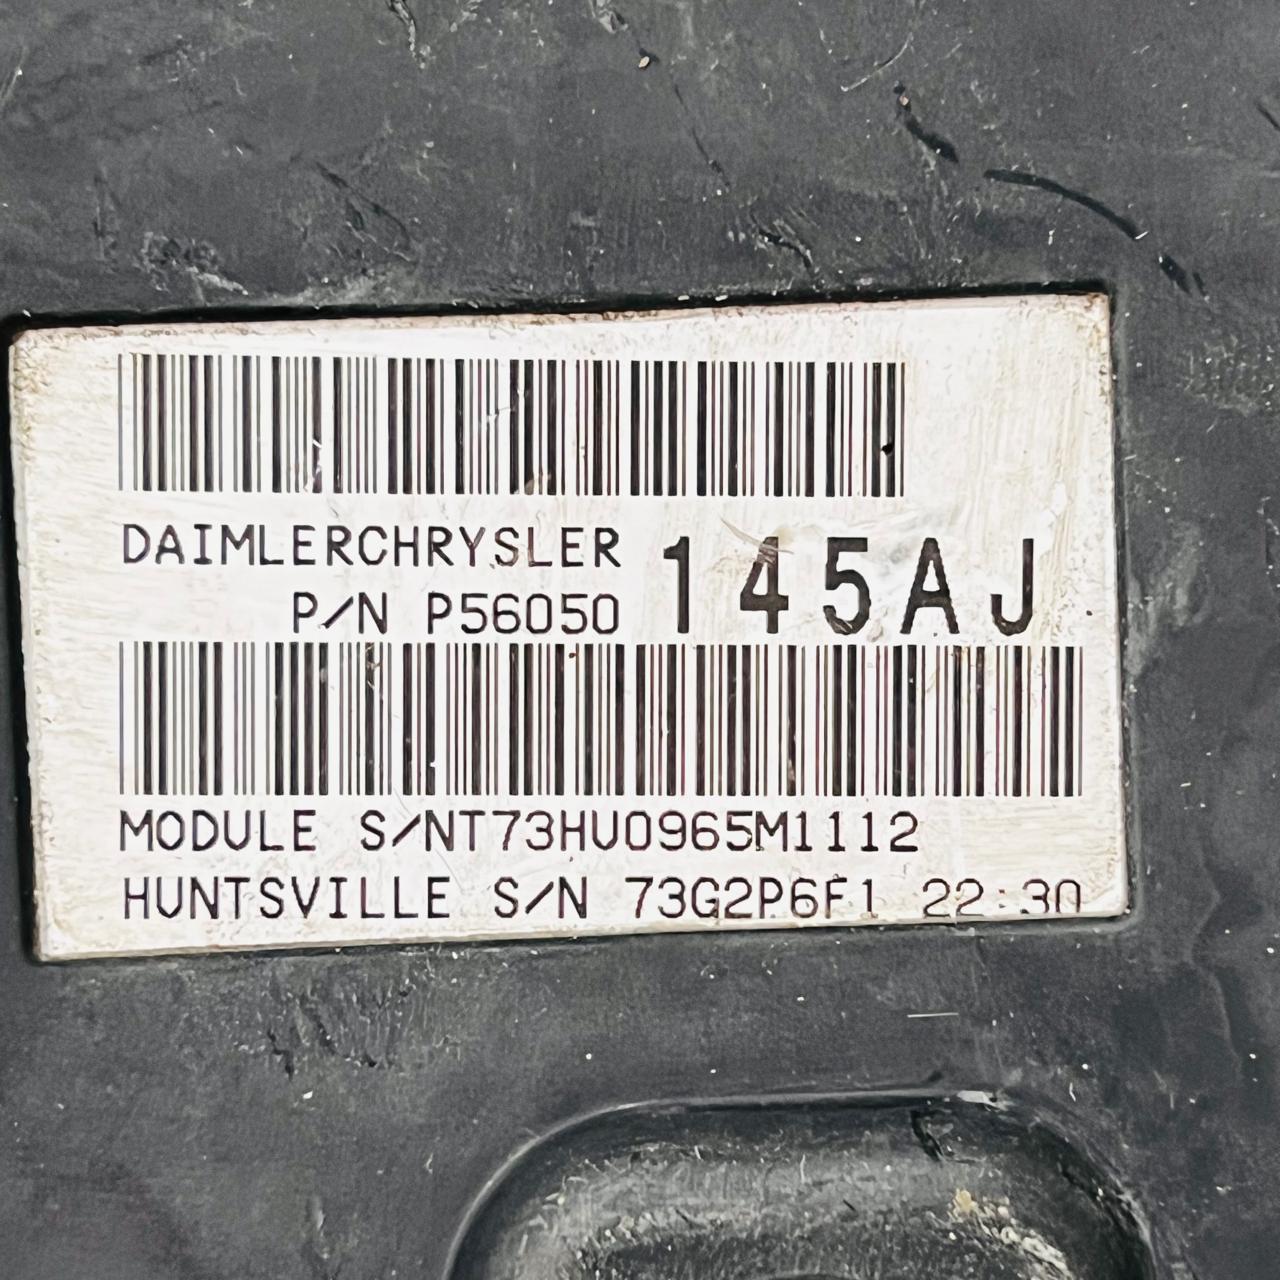 DAIMLERCHRYSLER
P/N P56050 145AJ
MODULE S/NT73HU0965M1112
HUNTSVILLE S/N 73G2P6F1 22:30